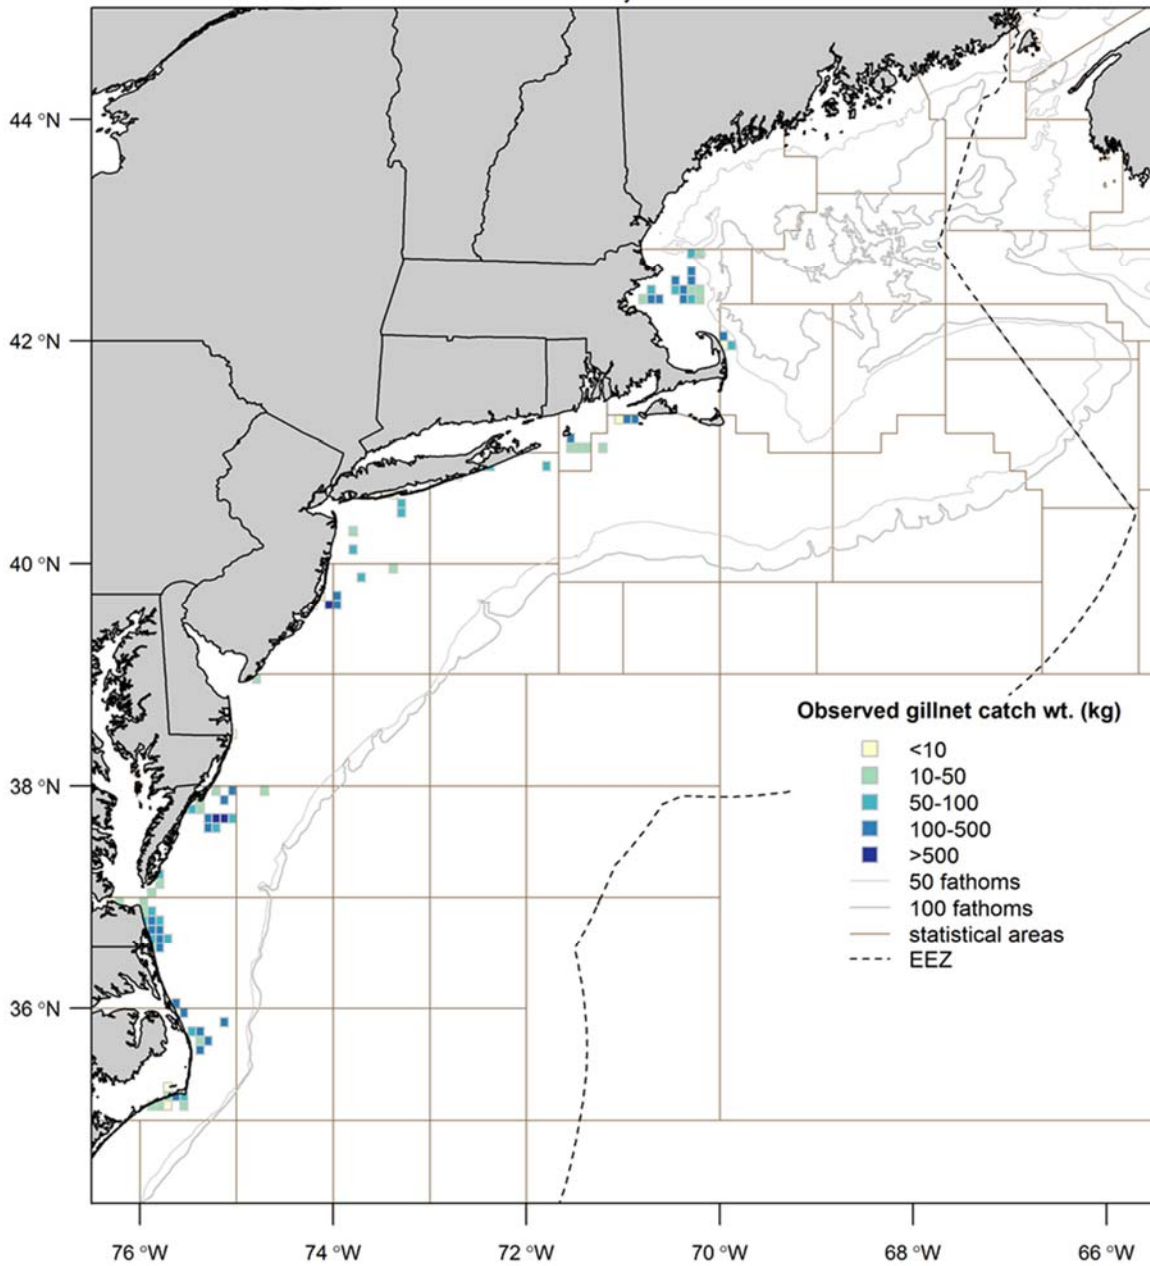 44 °N
42 °N
40 °N
38 °N
36 °N
Observed gillnet catch wt. (kg)
<10
10-50
50-100
100-500
>500
50 fathoms
100 fathoms
statistical areas
EEZ
76 °W
74 °W
72 °W
70 °W
68 °W
66 °W